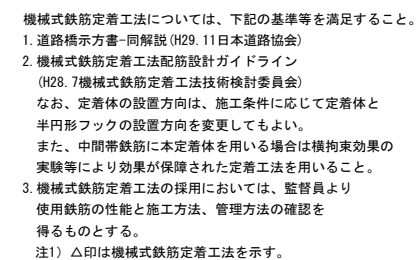 機械式鉄筋定着工法については、下記の基準等を満足すること。
1. 道路橋示方書-同解説(H29.11日本道路協会)
2. 機械式鉄筋定着工法配筋設計ガイドライン
(H28.7機械式鉄筋定着工法技術検討委員会)
なお、定着体の設置方向は、施工条件に応じて定着体と
半円形フックの設置方向を変更してもよい。
また、中間帯鉄筋に本定着体を用いる場合は横拘束効果の
実験等により効果が保障された定着工法を用いること。
3. 機械式鉄筋定着工法の採用においては、監督員より
使用鉄筋の性能と施工方法、管理方法の確認を
得るものとする。
注1) △印は機械式鉄筋定着工法を示す。